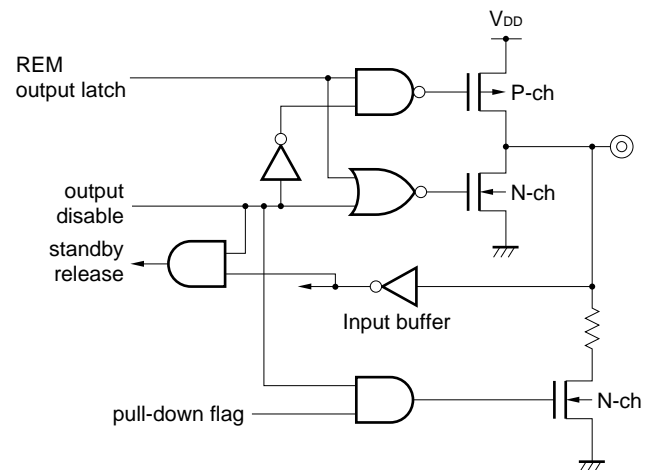 VDD
REM
output latch
P-ch
output
disable
N-ch
standby
release
Input buffer
pull-down flag
N-ch